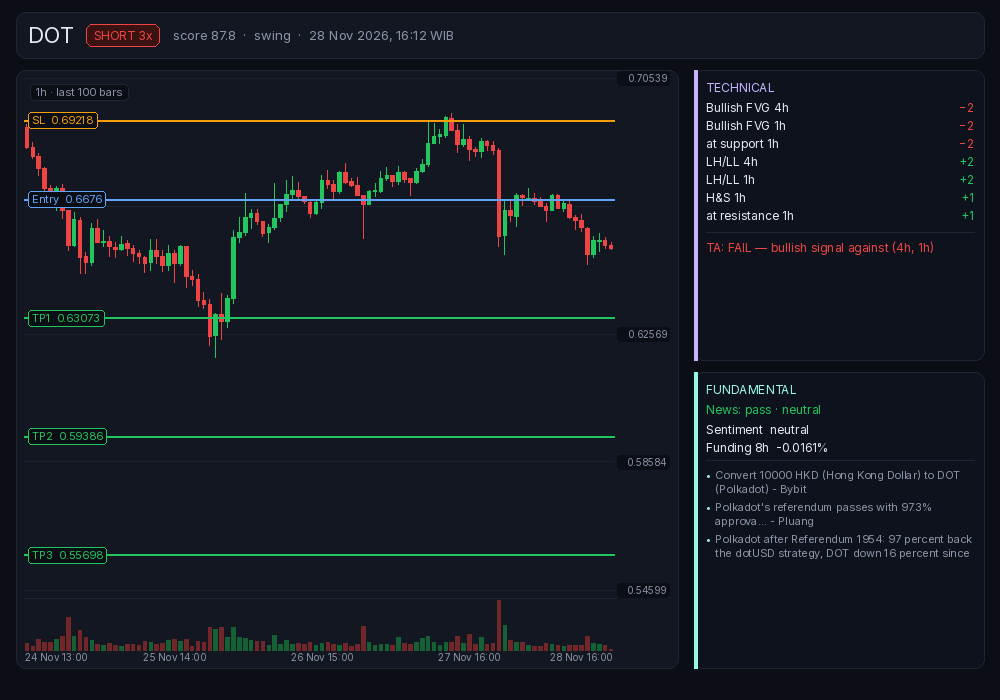 DOT SHORT 3x score 87.8 · swing · 28 Nov 2026, 16:12 WIB
1h · last 100 bars
0.70539
SL 0.69218
Entry 0.6676
TP1 0.63073
0.62569
TP2 0.59386
0.58584
TP3 0.55698
0.54599
24 Nov 13:00 25 Nov 14:00 26 Nov 15:00 27 Nov 16:00 28 Nov 16:00
TECHNICAL
Bullish FVG 4h −2
Bullish FVG 1h −2
at support 1h −2
LH/LL 4h +2
LH/LL 1h +2
H&S 1h +1
at resistance 1h +1
TA: FAIL — bullish signal against (4h, 1h)
FUNDAMENTAL
News: pass · neutral
Sentiment neutral
Funding 8h -0.0161%
• Convert 10000 HKD (Hong Kong Dollar) to DOT
(Polkadot) - Bybit
• Polkadot's referendum passes with 97.3%
approva... - Pluang
• Polkadot after Referendum 1954: 97 percent back
the dotUSD strategy, DOT down 16 percent since